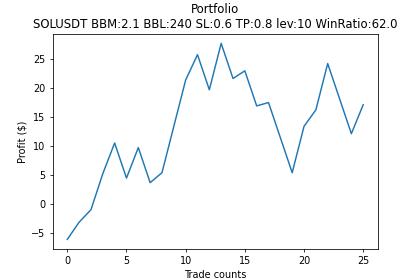 Portfolio
SOLUSDT BBM:2.1 BBL:240 SL:0.6 TP:0.8 lev:10 WinRatio:62.0
25
20
15
10
5
0
−5
Profit ($)
0 5 10 15 20 25
Trade counts